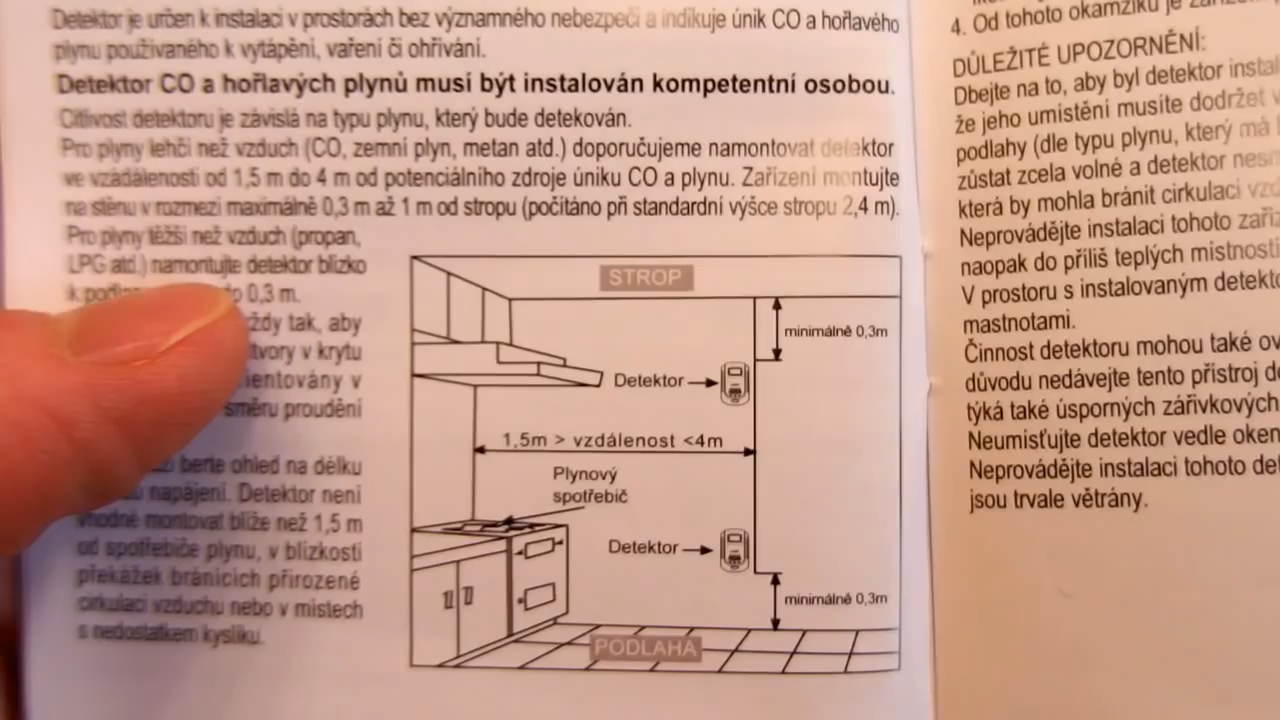 Detektor je určen k instalaci v prostorách bez významného nebezpečí a indikuje únik CO a hořlavého
plynu používaného k vytápění, vaření či ohřívání.
Detektor CO a hořlavých plynů musí být instalován kompetentní osobou.
Citlivost detektoru je závislá na typu plynu, který bude detekován.
Pro plyny lehčí než vzduch (CO, zemní plyn, metan atd.) doporučujeme namontovat detektor
ve vzdálenosti od 1,5 m do 4 m od potenciálního zdroje úniku CO a plynu. Zařízení montujte
na stěnu v rozmezí maximálně 0,3 m až 1 m od stropu (počítáno při standardní výšce stropu 2,4 m).
Pro plyny těžší než vzduch (propan,
LPG atd.) namontujte detektor blízko
k 0,3 m.
tak, aby
v krytu
v
směru proudění
berte ohled na délku
napájení. Detektor není
vhodné montovat blíže než 1,5 m
od spotřebiče plynu, v blízkosti
překážek bránících přirozené
cirkulaci vzduchu nebo v místech
s nedostatkem kyslíku.
STROP
minimálně 0,3m
Detektor
1,5m > vzdálenost <4m
Plynový
spotřebič
Detektor
minimálně 0,3m
PODLAHA
4. Od tohoto okamžiku je
DŮLEŽITÉ UPOZORNĚNÍ:
Dbejte na to, aby byl detektor
že jeho umístění musíte dodržet
podlahy (dle typu plynu, který má
zůstat zcela volné a detektor
která by mohla bránit cirkulaci
Neprovádějte instalaci tohoto
naopak do příliš teplých místností
V prostoru s instalovaným
mastnotami.
Činnost detektoru mohou také
důvodu nedávejte tento přístroj
týká také úsporných zářivkových
Neumisťujte detektor vedle oken
Neprovádějte instalaci tohoto
jsou trvale větrány.